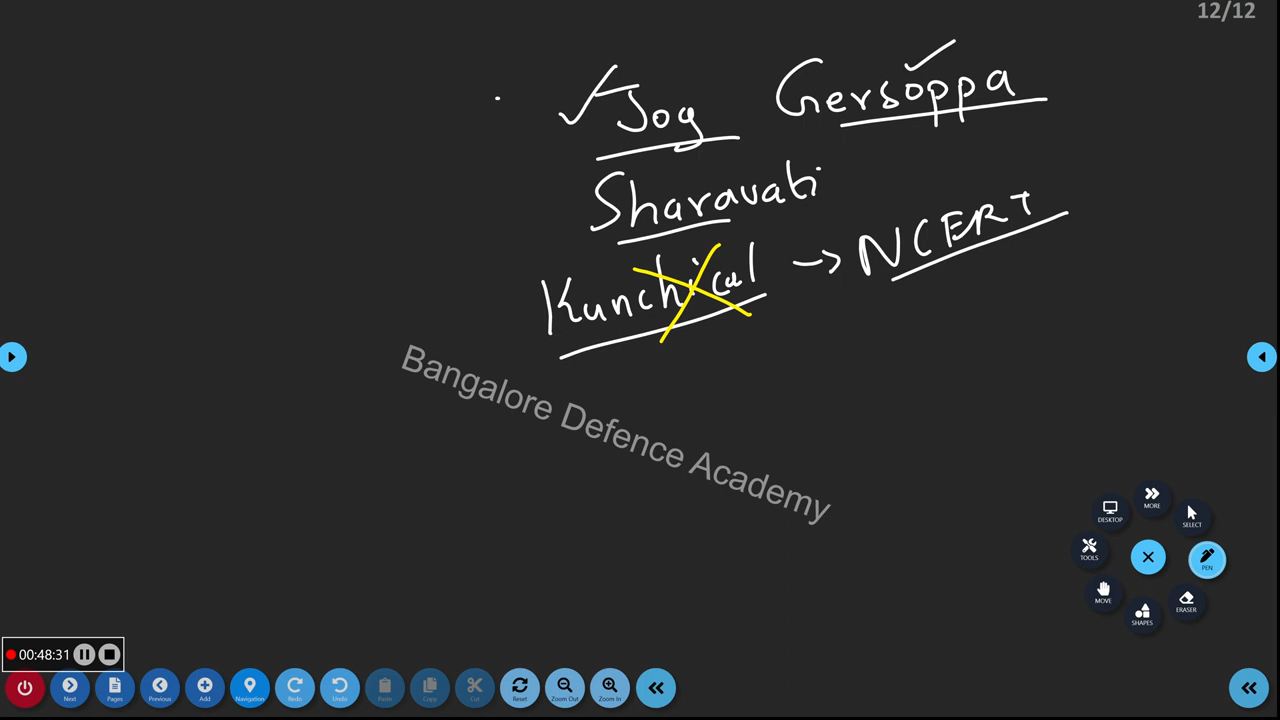 12/12
Jog Gersoppa
Sharavati
Kunchical → NCERT
Bangalore Defence Academy
MORE
DESKTOP
SELECT
TOOLS
PEN
MOVE
ERASER
SHAPES
00:48:31
Next Pages Previous Add Navigation Redo Undo Paste Copy Cut Reset Zoom Out Zoom In